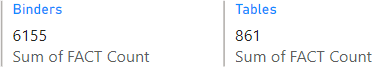 Binders
6155
Sum of FACT Count
Tables
861
Sum of FACT Count